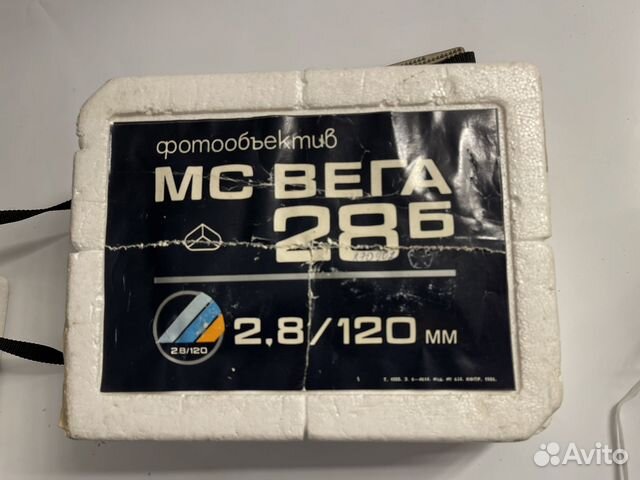 фотообъектив
МС ВЕГА
28Б
2.8/120
2,8/120 мм
Avito